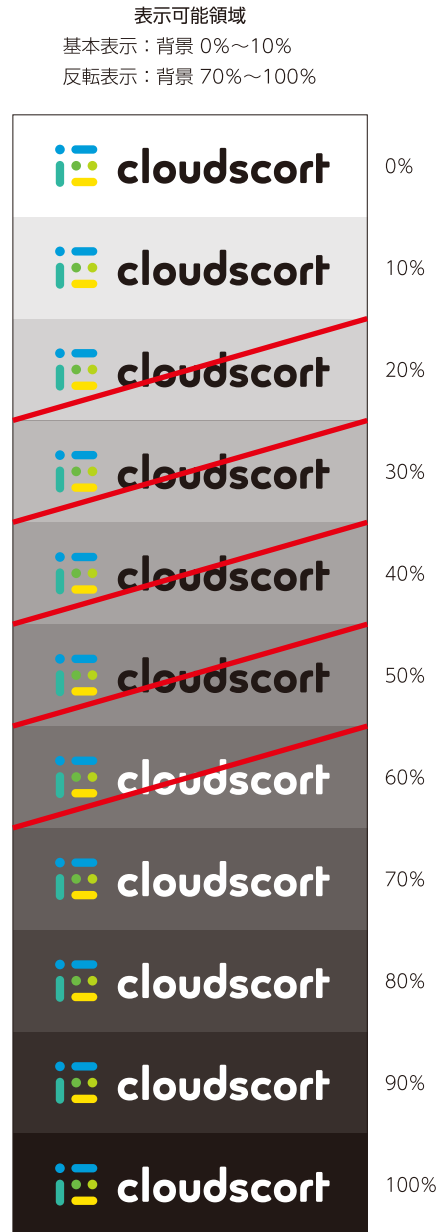 表示可能領域
基本表示：背景 0%～10%
反転表示：背景 70%～100%
cloudscort 0%
cloudscort 10%
cloudscort 20%
cloudscort 30%
cloudscort 40%
cloudscort 50%
cloudscort 60%
cloudscort 70%
cloudscort 80%
cloudscort 90%
cloudscort 100%